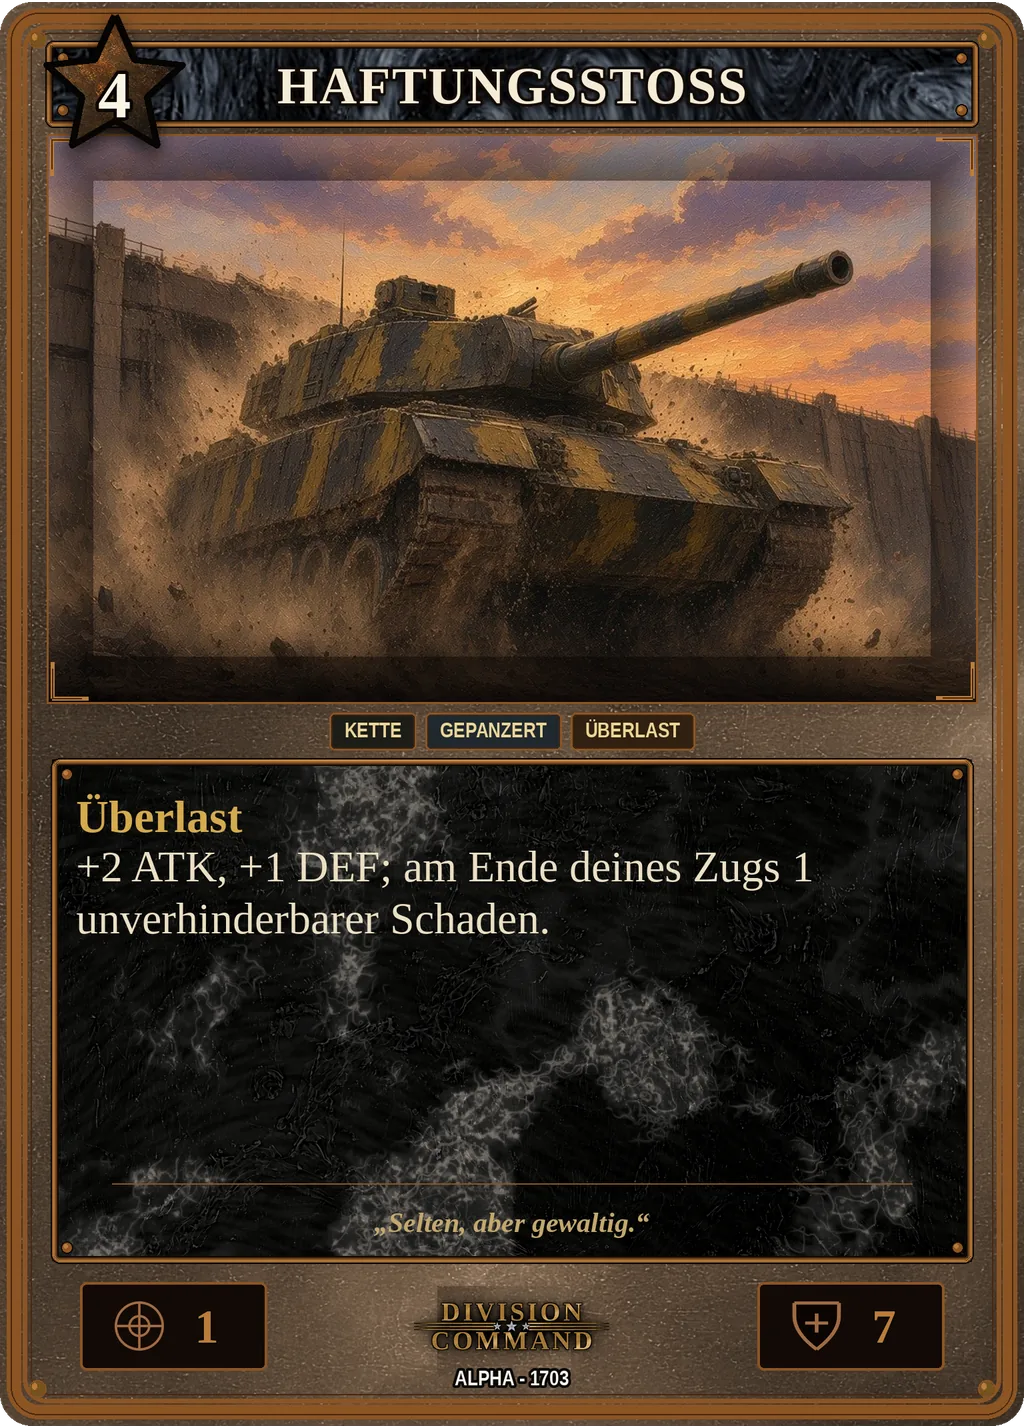 4
HAFTUNGSSTOSS
KETTE GEPANZERT ÜBERLAST
Überlast
+2 ATK, +1 DEF; am Ende deines Zugs 1
unverhinderbarer Schaden.
„Selten, aber gewaltig.“
1
DIVISION
COMMAND
ALPHA - 1703
7